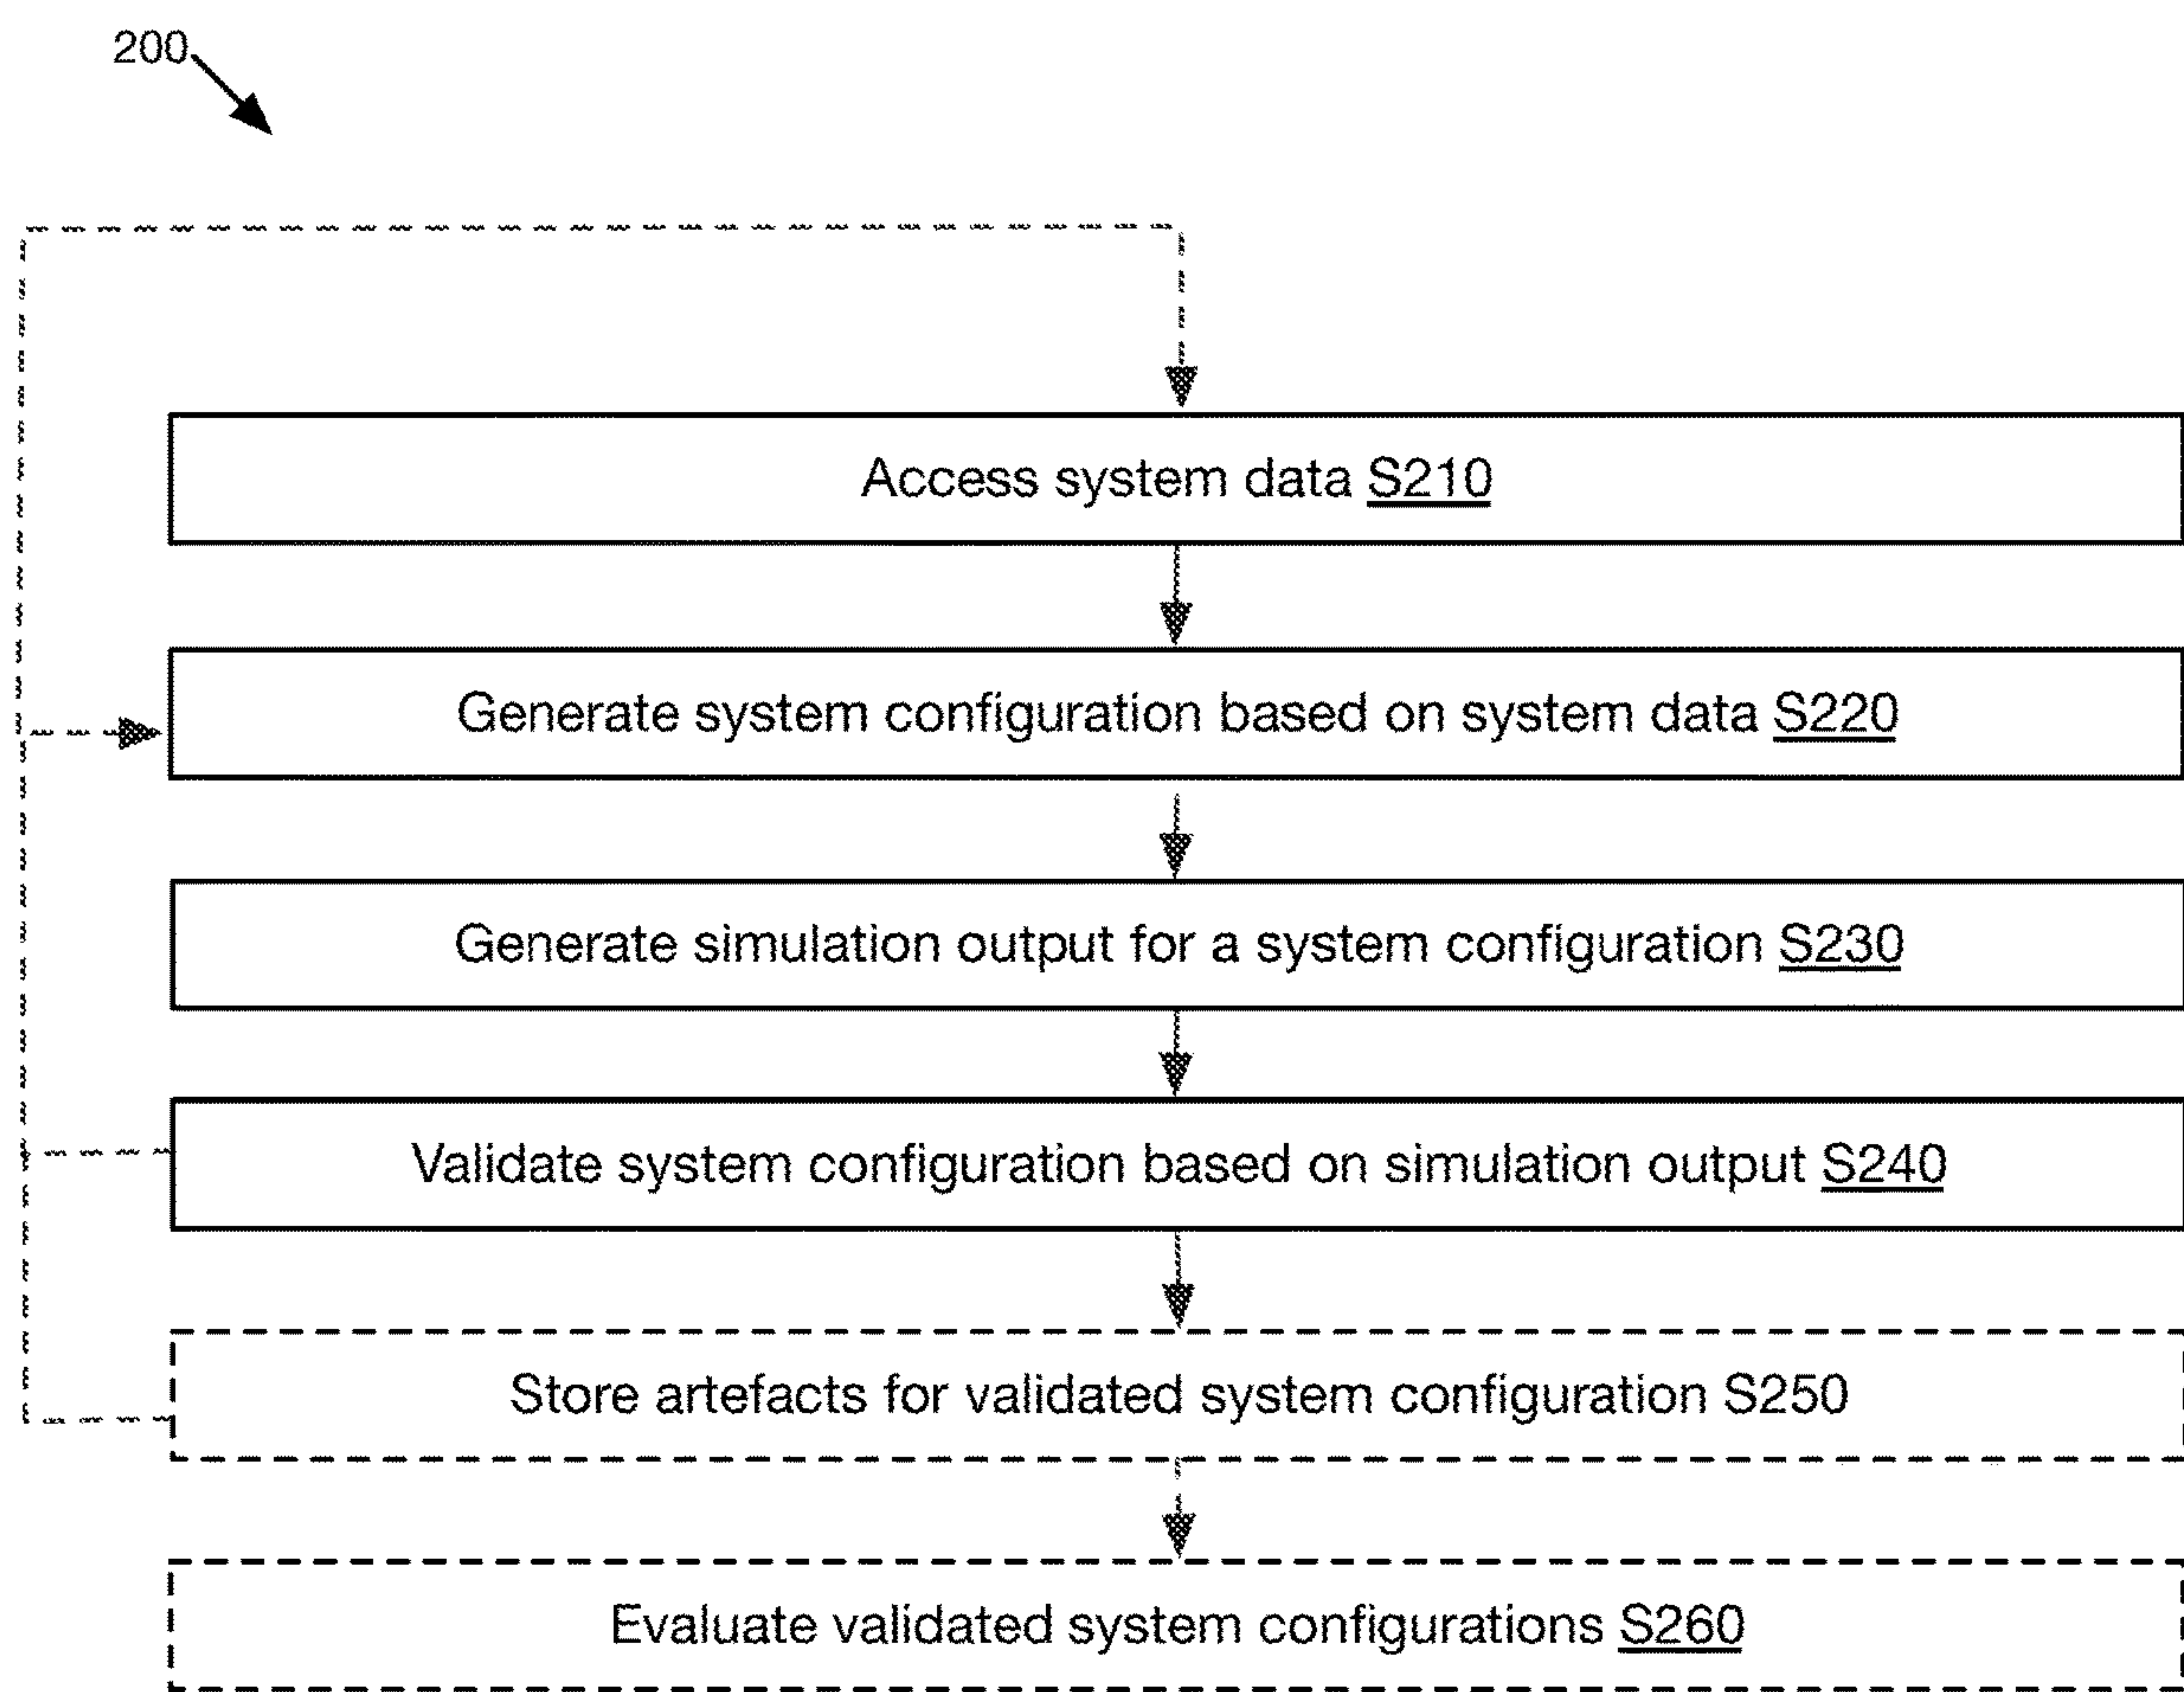 200
Access system data S210
Generate system configuration based on system data S220
Generate simulation output for a system configuration S230
Validate system configuration based on simulation output S240
Store artefacts for validated system configuration S250
Evaluate validated system configurations S260